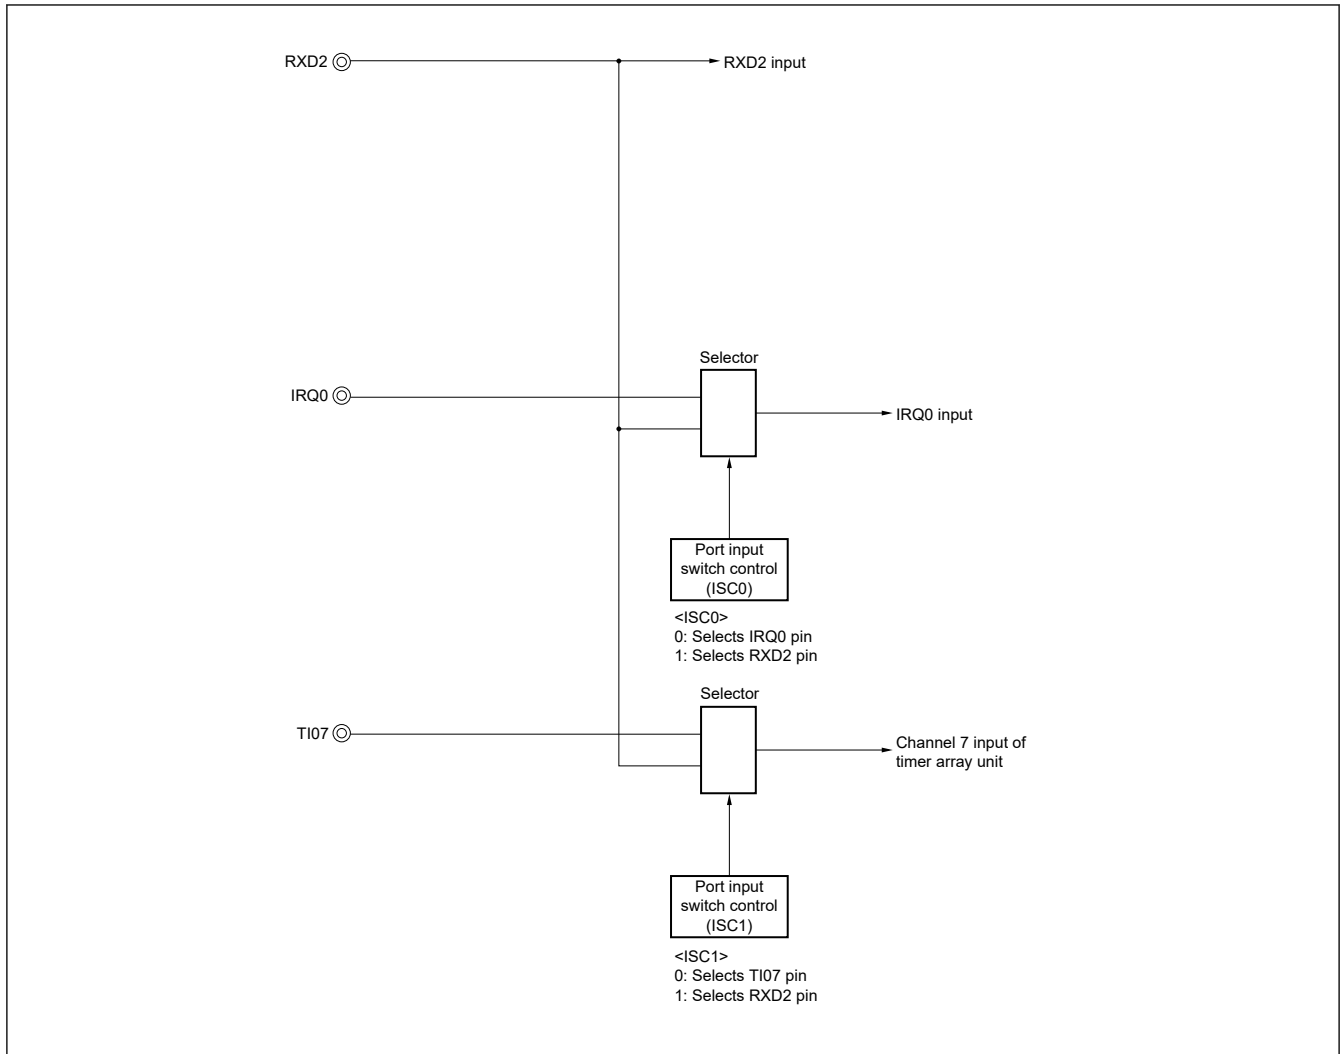 RXD2
RXD2 input
Selector
IRQ0
IRQ0 input
Port input
switch control
(ISC0)
<ISC0>
0: Selects IRQ0 pin
1: Selects RXD2 pin
Selector
TI07
Channel 7 input of
timer array unit
Port input
switch control
(ISC1)
<ISC1>
0: Selects TI07 pin
1: Selects RXD2 pin